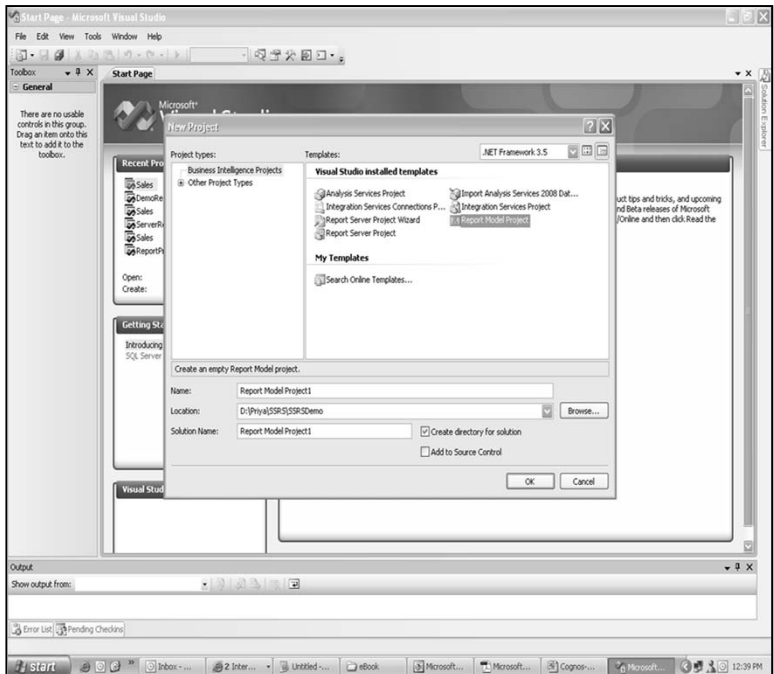 Start Page - Microsoft Visual Studio
File Edit View Tools Window Help
Toolbox
General
There are no usable
controls in this group.
Drag an item onto this
text to add it to the
toolbox.
Start Page
Solution Explorer
Microsoft
Recent Pro
Sales
DemoRe
Sales
ServerRe
Sales
ReportPr
Open:
Create:
Getting Sta
Introducing
SQL Server
Visual Stud
uct tips and tricks, and upcoming
nd Beta releases of Microsoft
/Online and then click Read the
New Project
Project types:
Templates:
.NET Framework 3.5
Business Intelligence Projects
Other Project Types
Visual Studio installed templates
Analysis Services Project
Import Analysis Services 2008 Dat...
Integration Services Connections P...
Integration Services Project
Report Server Project Wizard
Report Model Project
Report Server Project
My Templates
Search Online Templates...
Create an empty Report Model project.
Name:
Report Model Project1
Location:
D:\Priya\SSRS\SSRSDemo
Browse...
Solution Name:
Report Model Project1
Create directory for solution
Add to Source Control
OK
Cancel
Output
Show output from:
Error List
Pending Checkins
start
Inbox - ...
2 Inter...
Untitled -...
eBook
Microsoft...
Microsoft...
Cognos-...
Microsoft...
12:39 PM